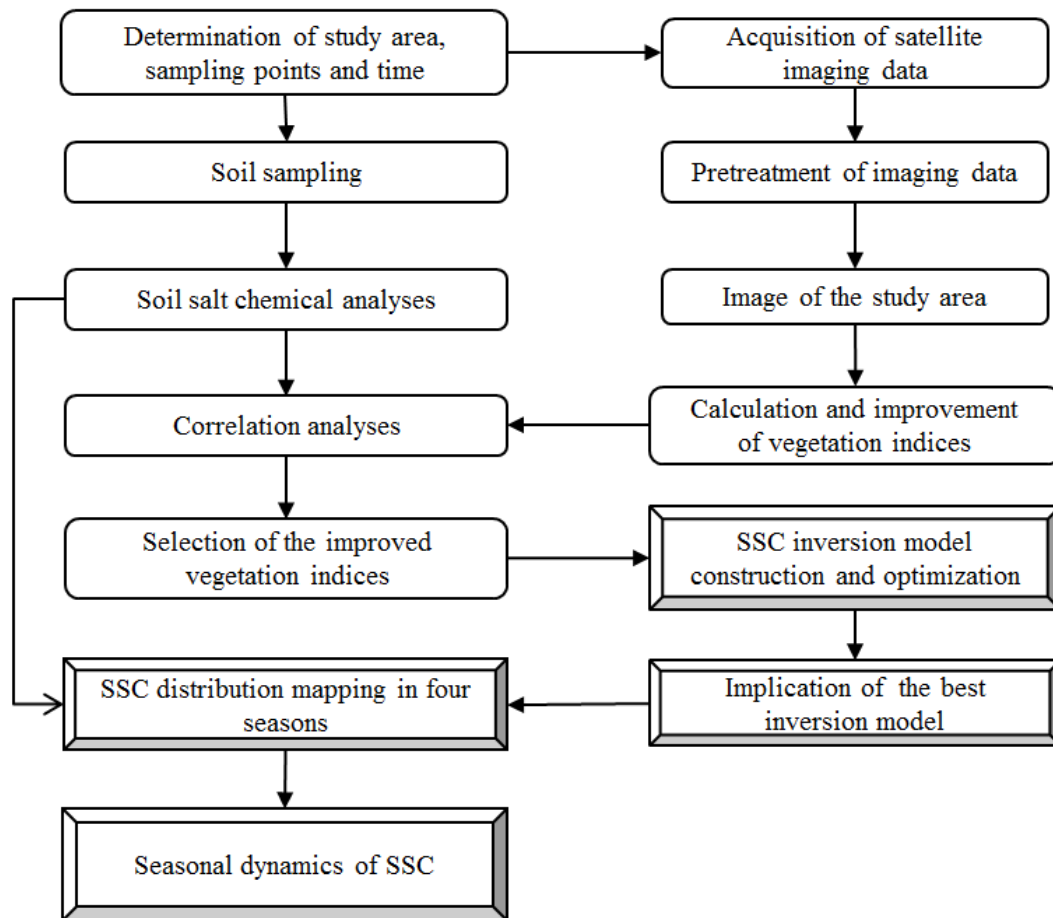 Determination of study area,
sampling points and time
Acquisition of satellite
imaging data
Soil sampling
Pretreatment of imaging data
Soil salt chemical analyses
Image of the study area
Correlation analyses
Calculation and improvement
of vegetation indices
Selection of the improved
vegetation indices
SSC inversion model
construction and optimization
SSC distribution mapping in four
seasons
Implication of the best
inversion model
Seasonal dynamics of SSC